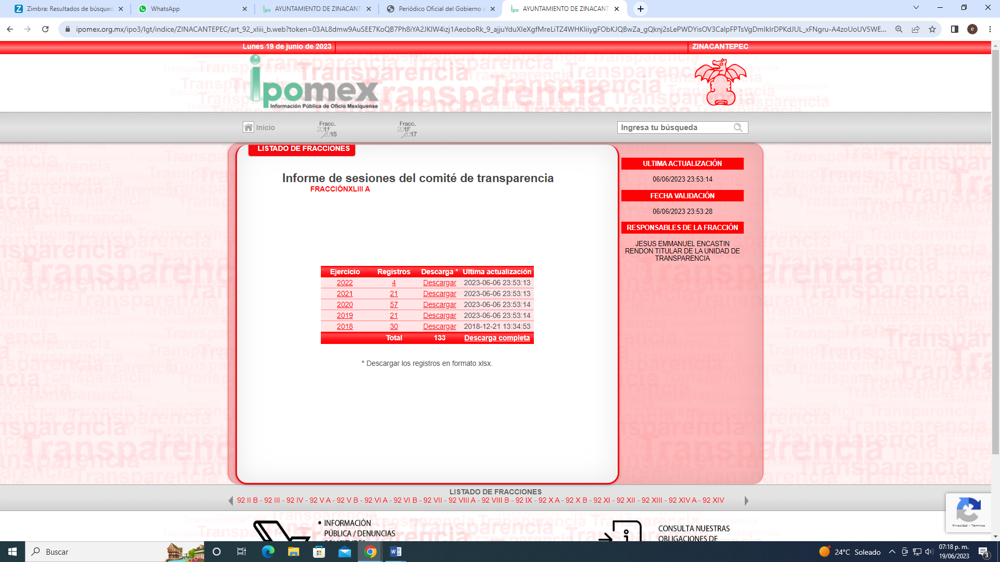 Zimbra: Resultados de búsqued
WhatsApp
AYUNTAMIENTO DE ZINACANT
Periódico Oficial del Gobierno d
AYUNTAMIENTO DE ZINACANT
ipomex.org.mx/ipo3/lgt/indice/ZINACANTEPEC/art_92_xliii_b.web?token=
Lunes 19 de junio de 2023
ZINACANTEPEC
ipomex
Información Pública de Oficio Mexiquense
Inicio
Fracc. 2011 2015
Fracc. 2015 2017
Ingresa tu búsqueda
LISTADO DE FRACCIONES
Informe de sesiones del comité de transparencia
FRACCIÓNXLIII A
Ejercicio Registros Descarga * Ultima actualización
2022 4 Descargar 2023-06-06 23:53:13
2021 21 Descargar 2023-06-06 23:53:13
2020 57 Descargar 2023-06-06 23:53:14
2019 21 Descargar 2023-06-06 23:53:14
2018 30 Descargar 2018-12-21 13:34:53
Total 133 Descarga completa
* Descargar los registros en formato xlsx.
ULTIMA ACTUALIZACIÓN
06/06/2023 23:53:14
FECHA VALIDACIÓN
06/06/2023 23:53:28
RESPONSABLES DE LA FRACCIÓN
JESUS EMMANUEL ENCASTIN
RENDON TITULAR DE LA UNIDAD DE
TRANSPARENCIA
LISTADO DE FRACCIONES
92 II B - 92 III - 92 IV - 92 V A - 92 V B - 92 VI A - 92 VI B - 92 VII - 92 VIII A - 92 VIII B - 92 IX - 92 X A - 92 X B - 92 XI - 92 XII - 92 XIII - 92 XIV A - 92 XIV
• INFORMACIÓN
PÚBLICA / DENUNCIAS
CONSULTA NUESTRAS
OBLIGACIONES DE
Privacidad - Términos
Buscar
24°C Soleado
07:18 p. m.
19/06/2023
3